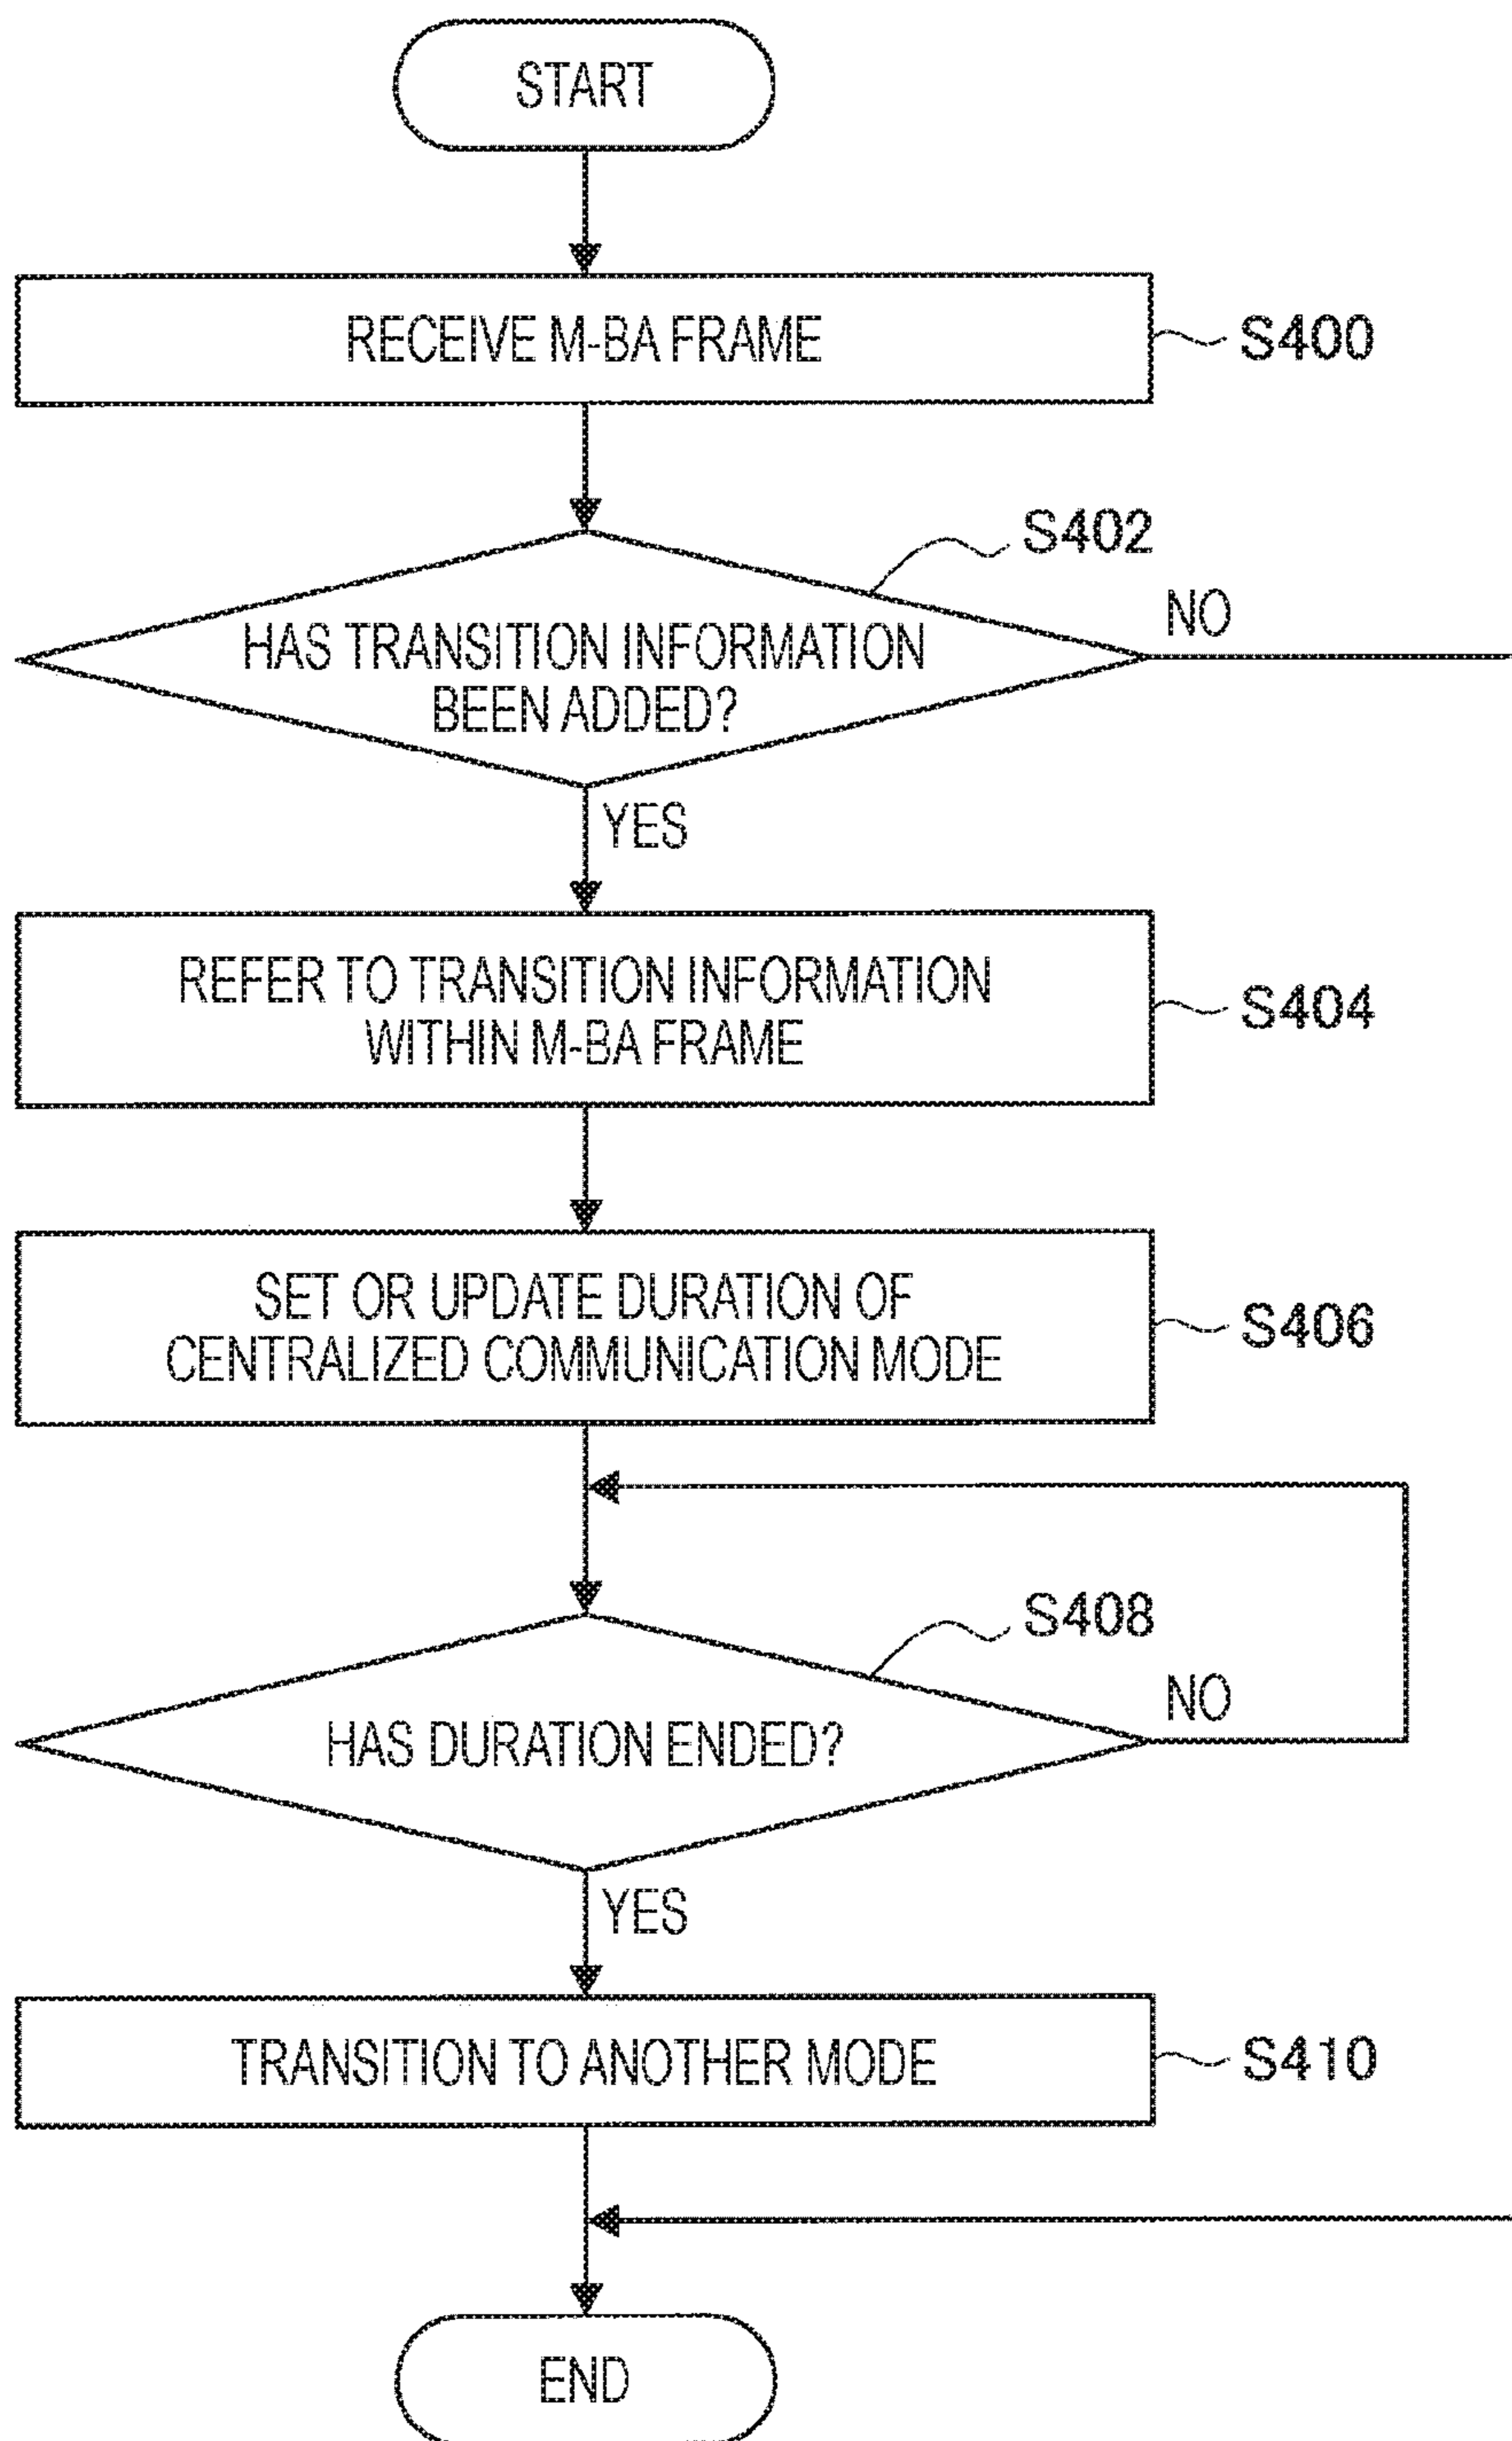 START
RECEIVE M-BA FRAME
S400
S402
HAS TRANSITION INFORMATION
BEEN ADDED?
NO
YES
REFER TO TRANSITION INFORMATION
WITHIN M-BA FRAME
S404
SET OR UPDATE DURATION OF
CENTRALIZED COMMUNICATION MODE
S406
S408
HAS DURATION ENDED?
NO
YES
TRANSITION TO ANOTHER MODE
S410
END